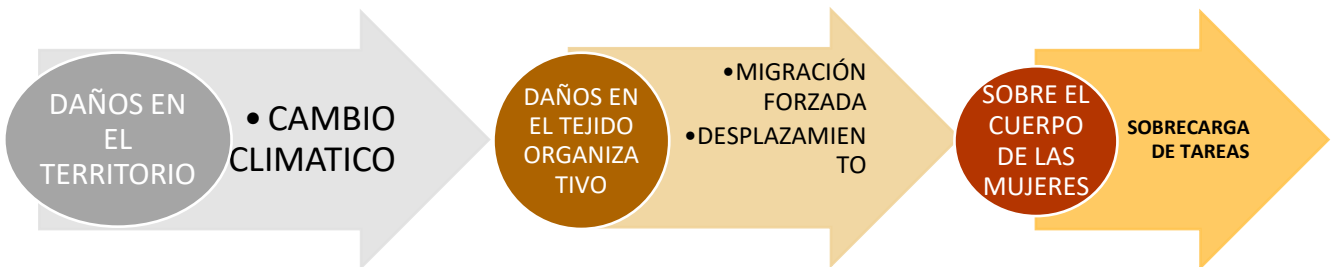 DAÑOS EN
EL
TERRITORIO
• CAMBIO
CLIMATICO
DAÑOS EN
EL TEJIDO
ORGANIZA
TIVO
•MIGRACIÓN
FORZADA
•DESPLAZAMIEN
TO
SOBRE EL
CUERPO
DE LAS
MUJERES
SOBRECARGA
DE TAREAS